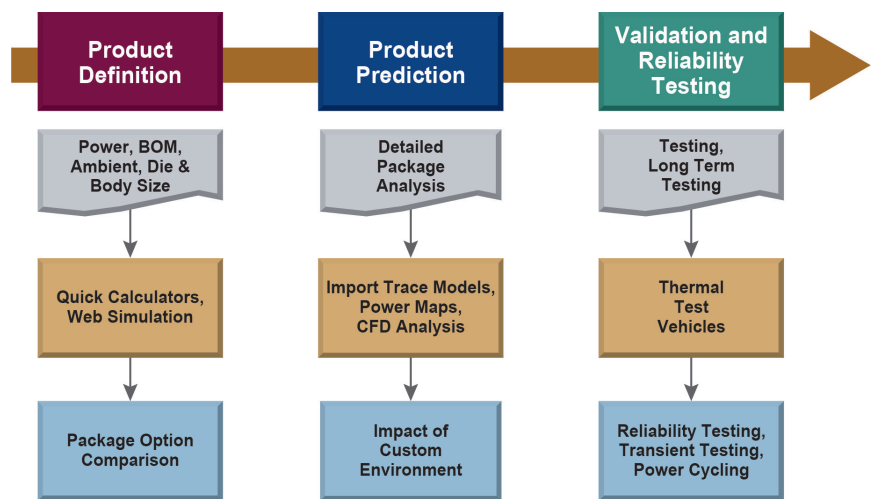 Product
Definition
Product
Prediction
Validation and
Reliability
Testing
Power, BOM,
Ambient, Die &
Body Size
Detailed
Package
Analysis
Testing,
Long Term
Testing
Quick Calculators,
Web Simulation
Import Trace Models,
Power Maps,
CFD Analysis
Thermal
Test
Vehicles
Package Option
Comparison
Impact of
Custom
Environment
Reliability Testing,
Transient Testing,
Power Cycling